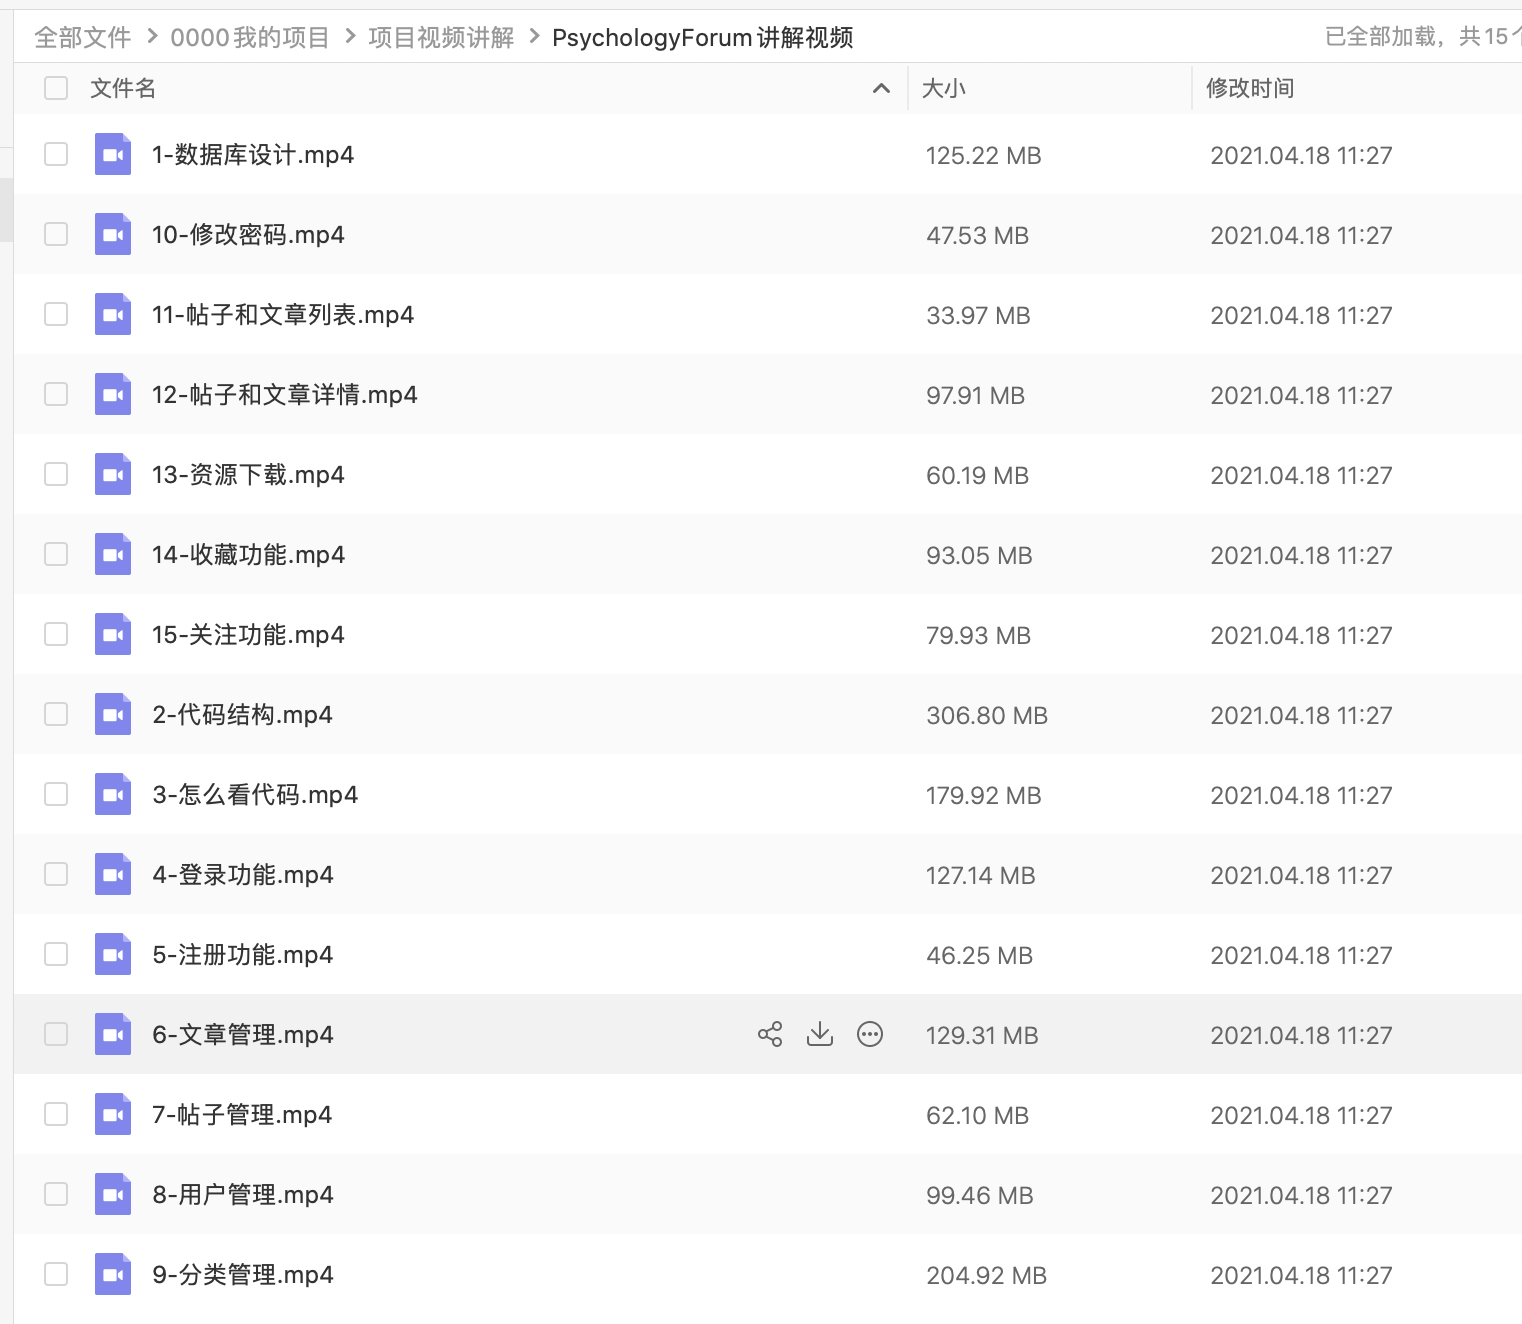 全部文件 > 0000我的项目 > 项目视频讲解 > PsychologyForum讲解视频 已全部加载，共15个
文件名 大小 修改时间
1-数据库设计.mp4 125.22 MB 2021.04.18 11:27
10-修改密码.mp4 47.53 MB 2021.04.18 11:27
11-帖子和文章列表.mp4 33.97 MB 2021.04.18 11:27
12-帖子和文章详情.mp4 97.91 MB 2021.04.18 11:27
13-资源下载.mp4 60.19 MB 2021.04.18 11:27
14-收藏功能.mp4 93.05 MB 2021.04.18 11:27
15-关注功能.mp4 79.93 MB 2021.04.18 11:27
2-代码结构.mp4 306.80 MB 2021.04.18 11:27
3-怎么看代码.mp4 179.92 MB 2021.04.18 11:27
4-登录功能.mp4 127.14 MB 2021.04.18 11:27
5-注册功能.mp4 46.25 MB 2021.04.18 11:27
6-文章管理.mp4 129.31 MB 2021.04.18 11:27
7-帖子管理.mp4 62.10 MB 2021.04.18 11:27
8-用户管理.mp4 99.46 MB 2021.04.18 11:27
9-分类管理.mp4 204.92 MB 2021.04.18 11:27